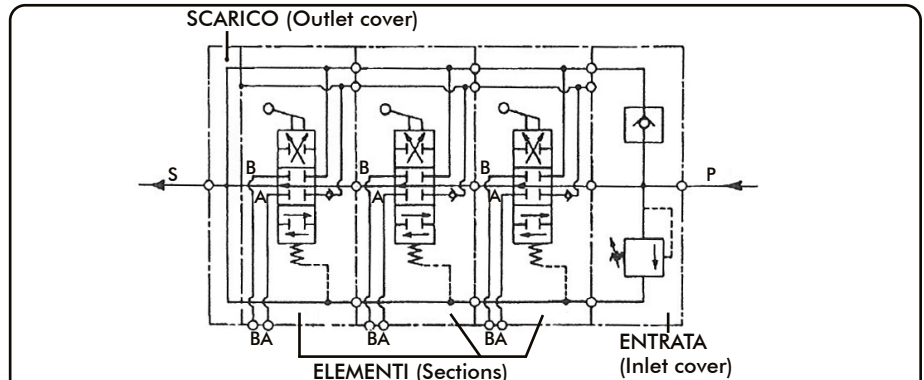 SCARICO (Outlet cover)
S
B
A
B
A
B
A
P
BA
BA
BA
ELEMENTI (Sections)
ENTRATA
(Inlet cover)